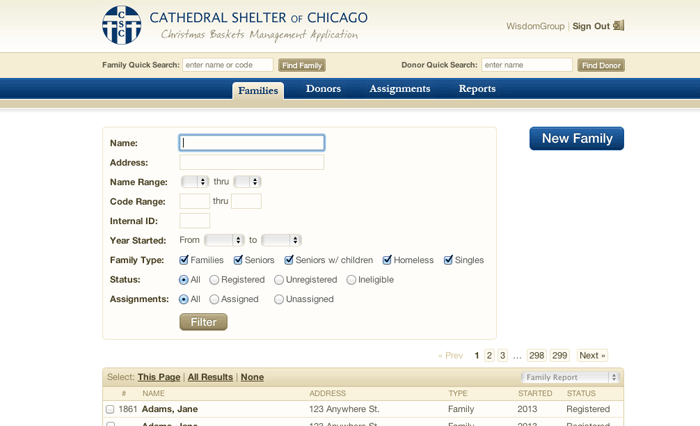 CSC
CATHEDRAL SHELTER OF CHICAGO
Christmas Baskets Management Application
WisdomGroup | Sign Out
Family Quick Search: enter name or code Find Family Donor Quick Search: enter name Find Donor
Families Donors Assignments Reports
Name: New Family
Address:
Name Range: thru
Code Range: thru
Internal ID:
Year Started: From to
Family Type: Families Seniors Seniors w/ children Homeless Singles
Status: All Registered Unregistered Ineligible
Assignments: All Assigned Unassigned
Filter
« Prev 1 2 3 ... 298 299 Next »
Select: This Page | All Results | None Family Report
# NAME ADDRESS TYPE STARTED STATUS
1861 Adams, Jane 123 Anywhere St. Family 2013 Registered
Adams, Jane 123 Anywhere St. Family 2013 Registered